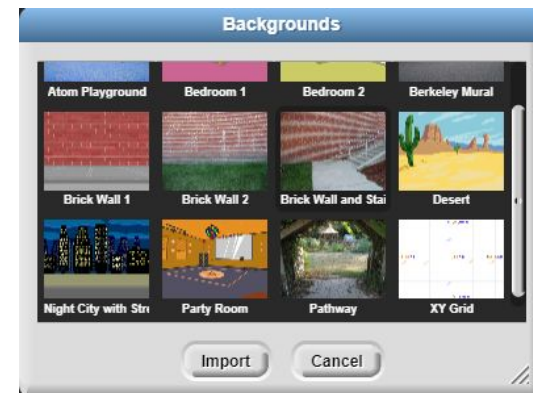 Backgrounds
Atom Playground Bedroom 1 Bedroom 2 Berkeley Mural
Brick Wall 1 Brick Wall 2 Brick Wall and Stai Desert
Night City with Stre Party Room Pathway XY Grid
Import Cancel